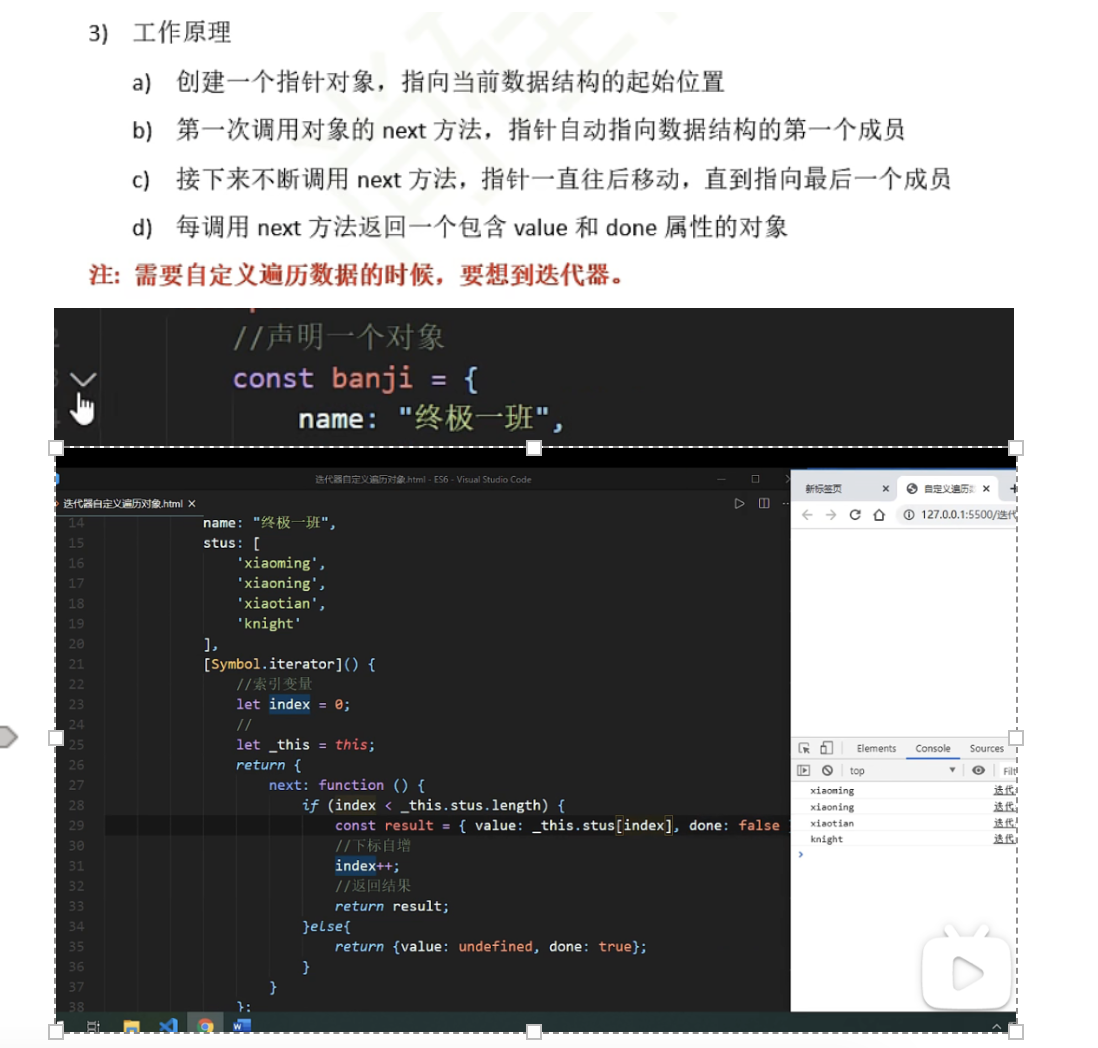 3) 工作原理
a) 创建一个指针对象，指向当前数据结构的起始位置
b) 第一次调用对象的 next 方法，指针自动指向数据结构的第一个成员
c) 接下来不断调用 next 方法，指针一直往后移动，直到指向最后一个成员
d) 每调用 next 方法返回一个包含 value 和 done 属性的对象
注: 需要自定义遍历数据的时候，要想到迭代器。
//声明一个对象
const banji = {
name: "终极一班",
迭代器自定义遍历对象.html - ES6 - Visual Studio Code
迭代器自定义遍历对象.html ×
14 name: "终极一班",
15 stus: [
16 'xiaoming',
17 'xiaoning',
18 'xiaotian',
19 'knight'
20 ],
21 [Symbol.iterator]() {
22 //索引变量
23 let index = 0;
24 //
25 let _this = this;
26 return {
27 next: function () {
28 if (index < _this.stus.length) {
29 const result = { value: _this.stus[index], done: false
30 //下标自增
31 index++;
32 //返回结果
33 return result;
34 }else{
35 return {value: undefined, done: true};
36 }
37 }
38 };
新标签页 × 自定义遍历 × +
127.0.0.1:5500/迭代
Elements Console Sources
top Filt
xiaoming 迭代
xiaoning 迭代
xiaotian 迭代
knight 迭代